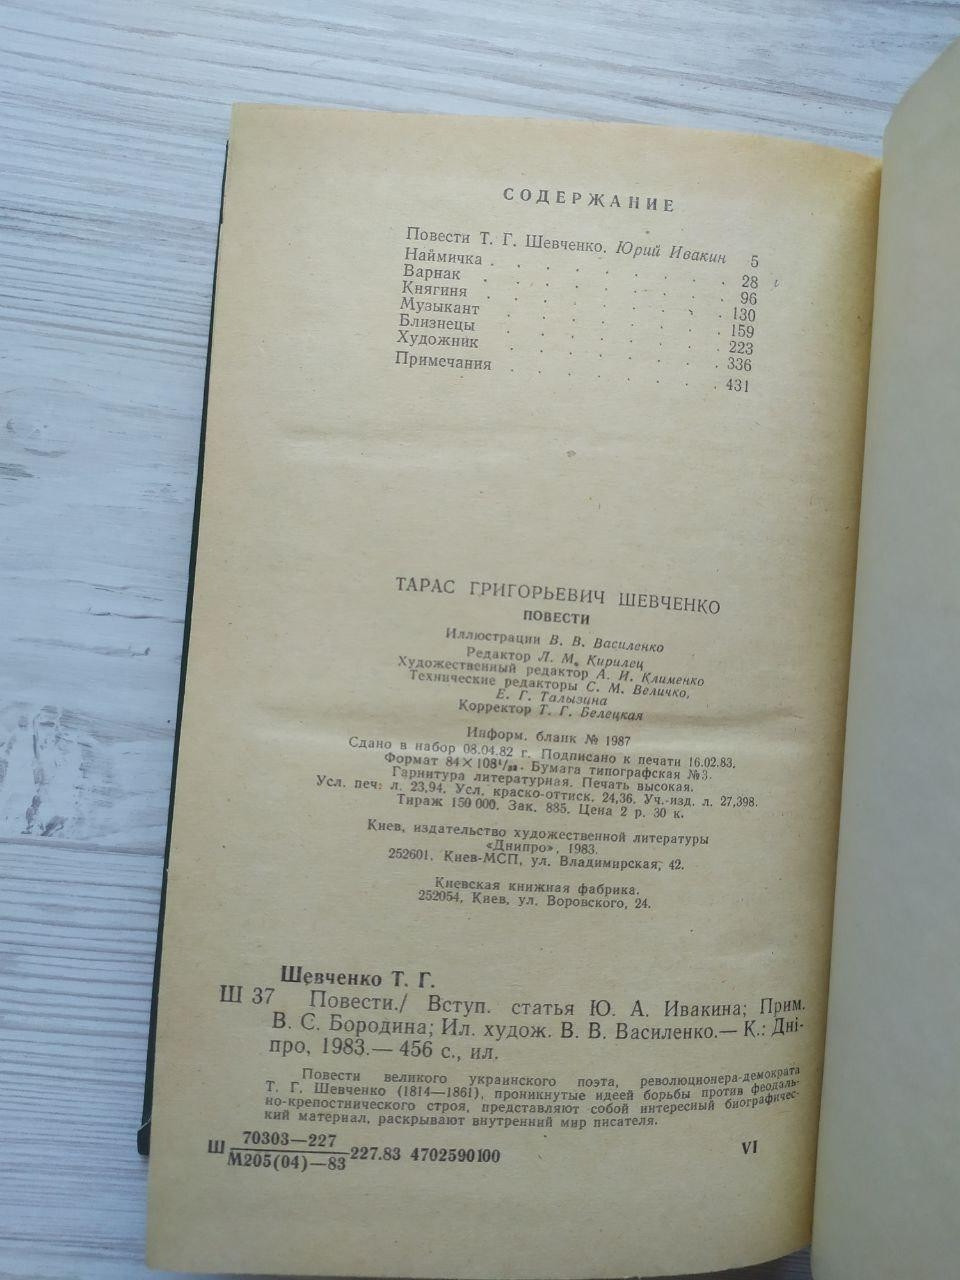 СОДЕРЖАНИЕ
Повести Т. Г. Шевченко. Юрий Ивакин 5
Наймичка . . . . . . . . 28
Варнак . . . . . . . . 96
Княгиня . . . . . . . . 130
Музыкант . . . . . . . . 159
Близнецы . . . . . . . . 223
Художник . . . . . . . . 336
Примечания . . . . . . . . 431
ТАРАС ГРИГОРЬЕВИЧ ШЕВЧЕНКО
ПОВЕСТИ
Иллюстрации В. В. Василенко
Редактор Л. М. Кирилец
Художественный редактор А. И. Клименко
Технические редакторы С. М. Величко,
Е. Г. Талызина
Корректор Т. Г. Белецкая
Информ. бланк № 1987
Сдано в набор 08.04.82 г. Подписано к печати 16.02.83.
Формат 84×108¹/₃₂. Бумага типографская №3.
Гарнитура литературная. Печать высокая.
Усл. печ. л. 23,94. Усл. краско-оттиск. 24,36. Уч.-изд. л. 27,398.
Тираж 150 000. Зак. 885. Цена 2 р. 30 к.
Киев, издательство художественной литературы
«Днипро», 1983.
252601, Киев-МСП, ул. Владимирская, 42.
Киевская книжная фабрика.
252054, Киев, ул. Воровского, 24.
Шевченко Т. Г.
Ш 37 Повести./ Вступ. статья Ю. А. Ивакина; Прим.
В. С. Бородина; Ил. худож. В. В. Василенко.— К.: Дні-
про, 1983.— 456 с., ил.
Повести великого украинского поэта, революционера-демократа
Т. Г. Шевченко (1814—1861), проникнутые идеей борьбы против феодаль-
но-крепостнического строя, представляют собой интересный биографичес-
кий материал, раскрывают внутренний мир писателя.
70303—227
Ш М205(04)—83 227.83 4702590100 VI